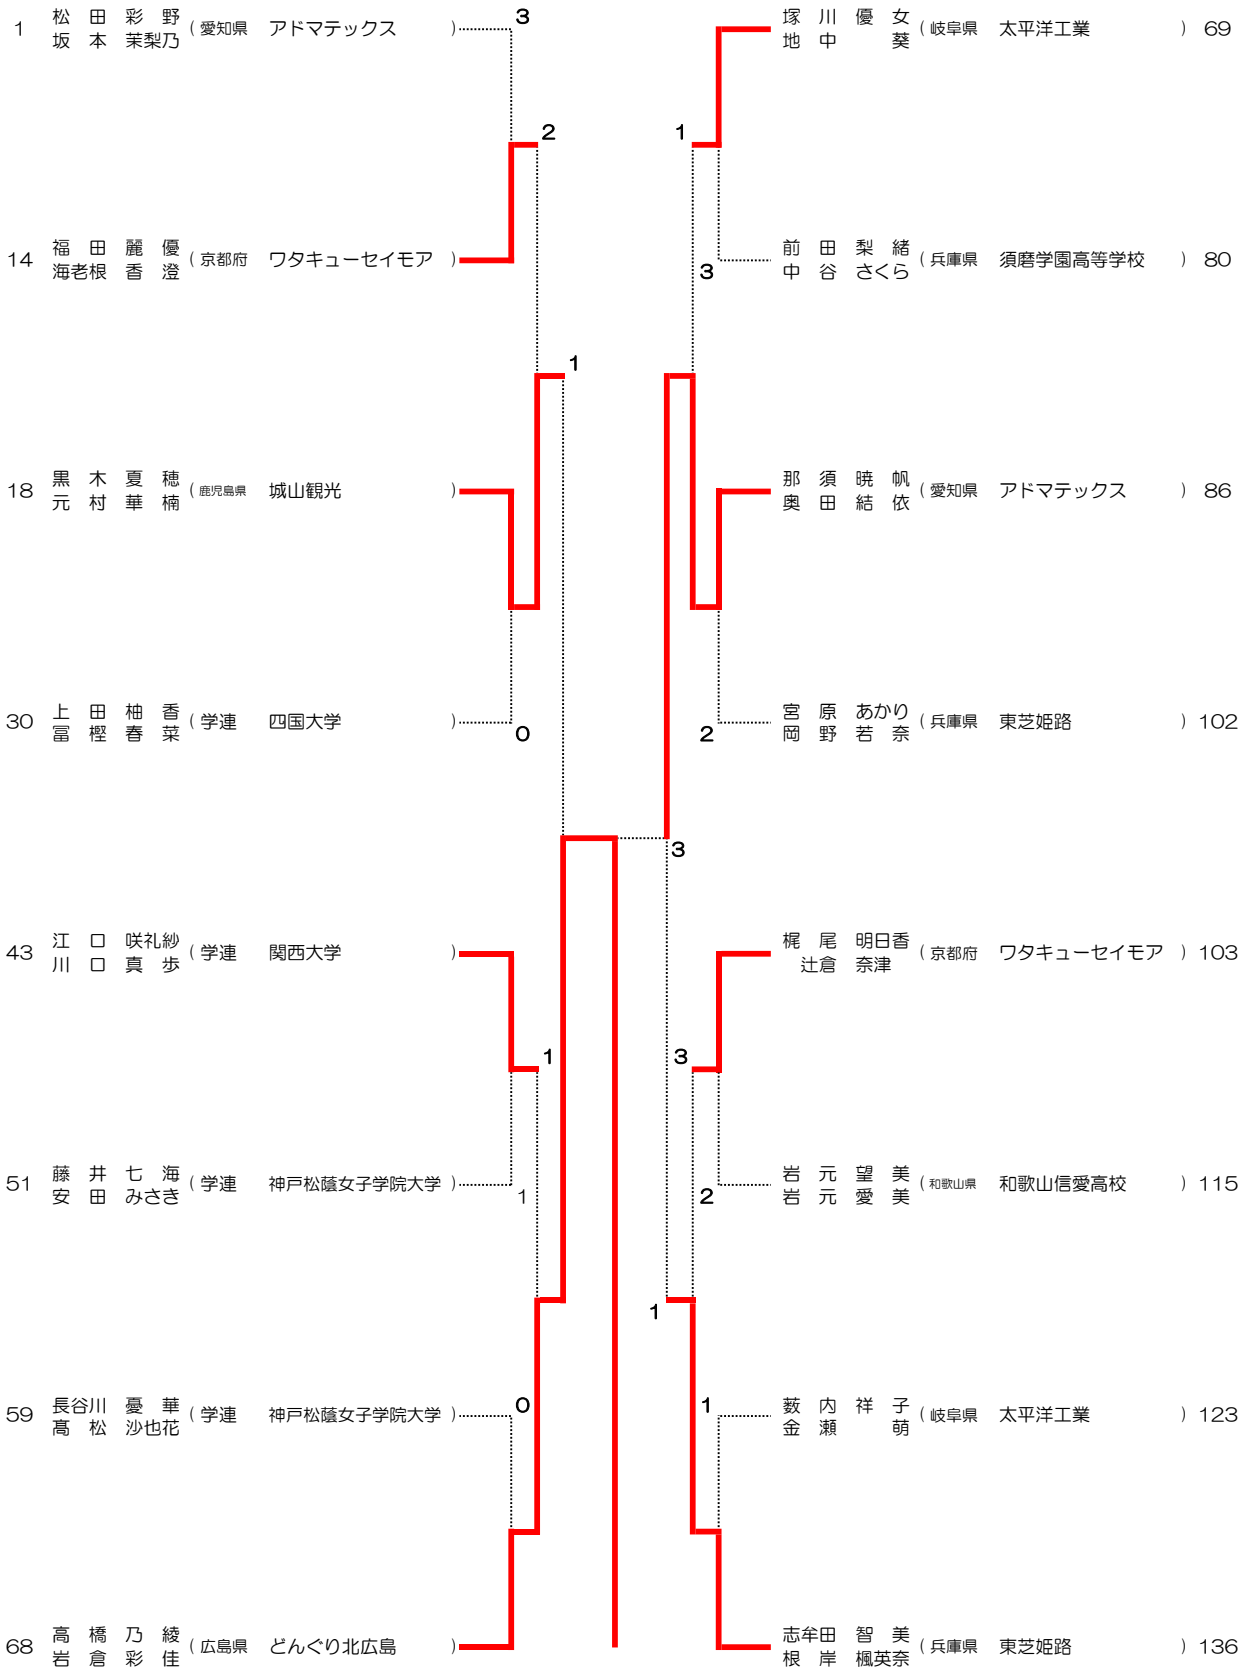 1 松田彩野 (愛知県 アドマテックス )
坂本茉梨乃
3
2
14 福田麗優 (京都府 ワタキューセイモア )
海老根香澄
1
18 黒木夏穂 (鹿児島県 城山観光 )
元村華楠
30 上田柚香 (学連 四国大学 )
冨樫春菜
0
43 江口咲礼紗 (学連 関西大学 )
川口真歩
1
51 藤井七海 (学連 神戸松蔭女子学院大学 )
安田みさき
1
59 長谷川憂華 (学連 神戸松蔭女子学院大学 )
髙松沙也花
0
68 高橋乃綾 (広島県 どんぐり北広島 )
岩倉彩佳
塚川優女 (岐阜県 太平洋工業 ) 69
地中葵
1
前田梨緒 (兵庫県 須磨学園高等学校 ) 80
中谷さくら
3
那須暁帆 (愛知県 アドマテックス ) 86
奥田結依
宮原あかり (兵庫県 東芝姫路 ) 102
岡野若奈
2
3
梶尾明日香 (京都府 ワタキューセイモア ) 103
辻倉奈津
3
岩元望美 (和歌山県 和歌山信愛高校 ) 115
岩元愛美
2
1
薮内祥子 (岐阜県 太平洋工業 ) 123
金瀬萌
1
志牟田智美 (兵庫県 東芝姫路 ) 136
根岸楓英奈